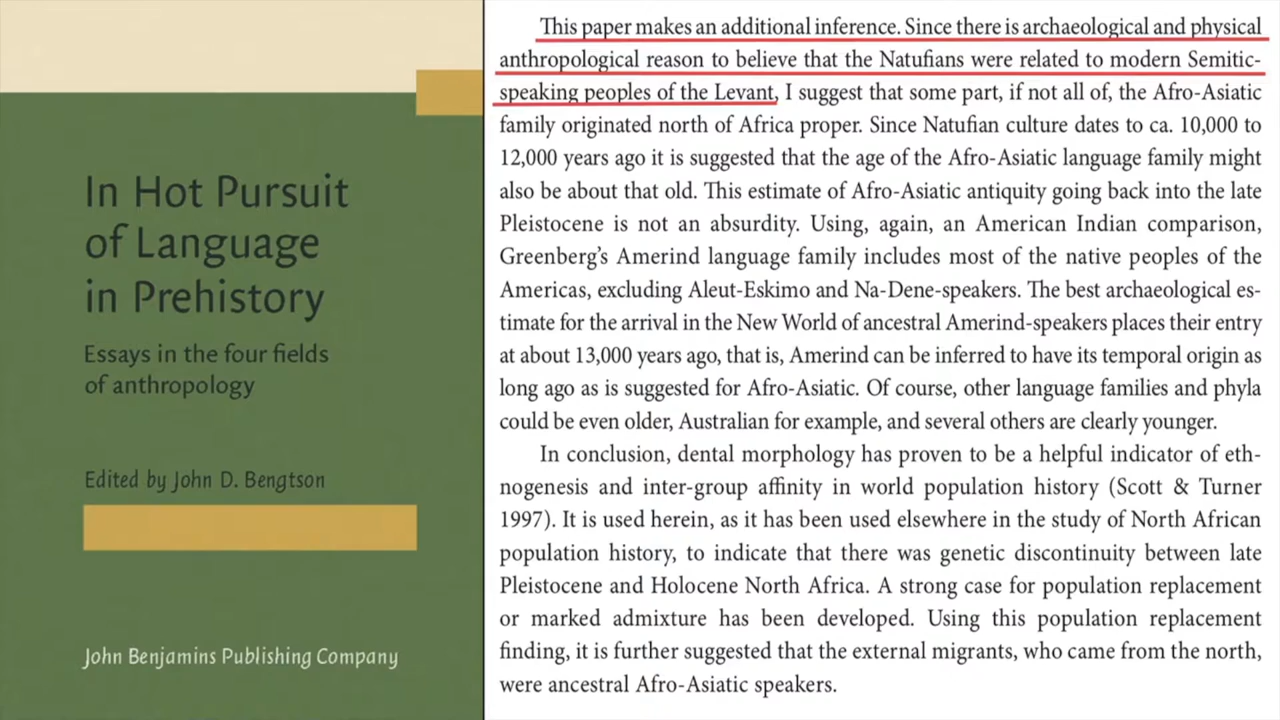 In Hot Pursuit
of Language
in Prehistory
Essays in the four fields
of anthropology
Edited by John D. Bengtson
John Benjamins Publishing Company
This paper makes an additional inference. Since there is archaeological and physical
anthropological reason to believe that the Natufians were related to modern Semitic-
speaking peoples of the Levant, I suggest that some part, if not all of, the Afro-Asiatic
family originated north of Africa proper. Since Natufian culture dates to ca. 10,000 to
12,000 years ago it is suggested that the age of the Afro-Asiatic language family might
also be about that old. This estimate of Afro-Asiatic antiquity going back into the late
Pleistocene is not an absurdity. Using, again, an American Indian comparison,
Greenberg’s Amerind language family includes most of the native peoples of the
Americas, excluding Aleut-Eskimo and Na-Dene-speakers. The best archaeological es-
timate for the arrival in the New World of ancestral Amerind-speakers places their entry
at about 13,000 years ago, that is, Amerind can be inferred to have its temporal origin as
long ago as is suggested for Afro-Asiatic. Of course, other language families and phyla
could be even older, Australian for example, and several others are clearly younger.
In conclusion, dental morphology has proven to be a helpful indicator of eth-
nogenesis and inter-group affinity in world population history (Scott & Turner
1997). It is used herein, as it has been used elsewhere in the study of North African
population history, to indicate that there was genetic discontinuity between late
Pleistocene and Holocene North Africa. A strong case for population replacement
or marked admixture has been developed. Using this population replacement
finding, it is further suggested that the external migrants, who came from the north,
were ancestral Afro-Asiatic speakers.